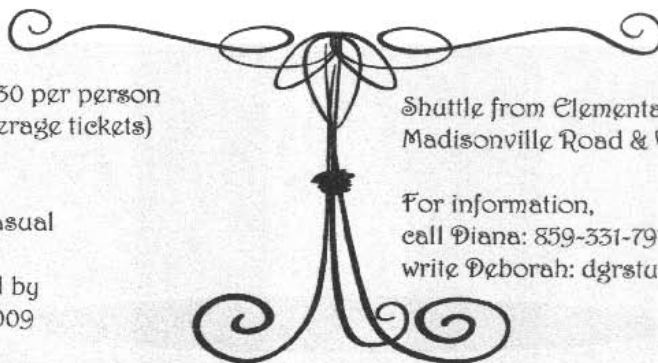 50 per person
erage tickets)
asual
d by
009
Shuttle from Elementa
Madisonville Road &
For information,
call Diana: 859-331-79
write Deborah: dgrstu